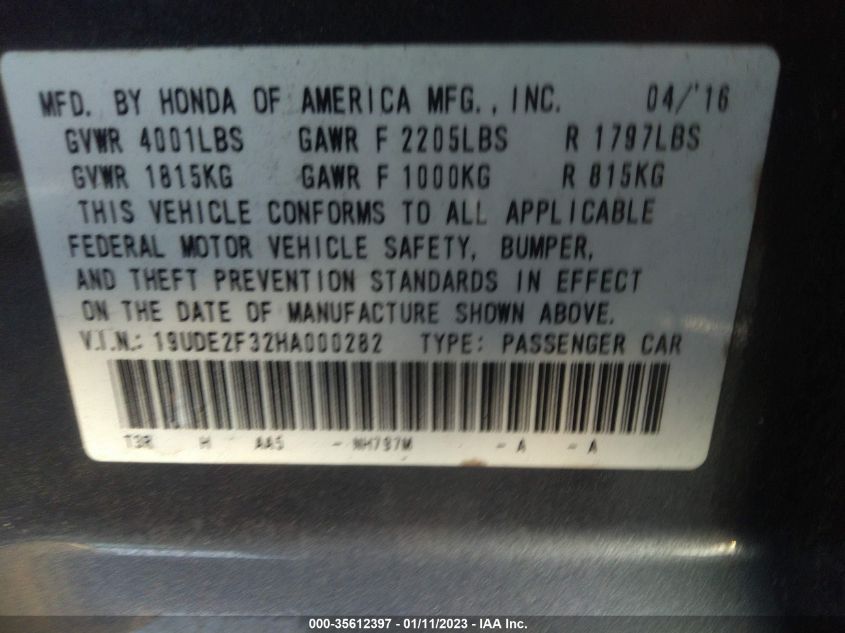 MFD. BY HONDA OF AMERICA MFG., INC. 04/'16
GVWR 4001LBS GAWR F 2205LBS R 1797LBS
GVWR 1815KG GAWR F 1000KG R 815KG
THIS VEHICLE CONFORMS TO ALL APPLICABLE
FEDERAL MOTOR VEHICLE SAFETY, BUMPER,
AND THEFT PREVENTION STANDARDS IN EFFECT
ON THE DATE OF MANUFACTURE SHOWN ABOVE.
V.I.N.: 19UDE2F32HA000282 TYPE: PASSENGER CAR
T3R H AA5 - NH797M - A - A
000-35612397 - 01/11/2023 - IAA Inc.